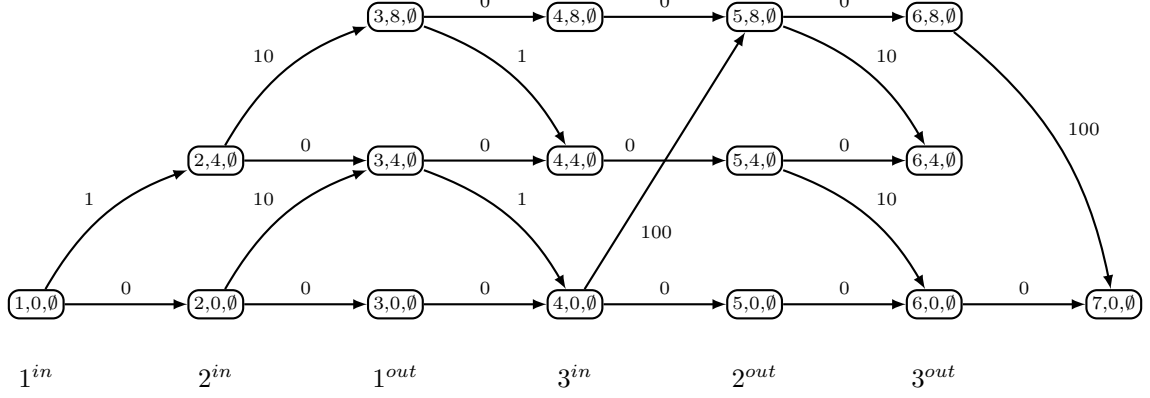 0 0 0
3,8,∅ 4,8,∅ 5,8,∅ 6,8,∅
10 1 10
100
0 0 0 0
2,4,∅ 3,4,∅ 4,4,∅ 5,4,∅ 6,4,∅
1 10 1 10
100
0 0 0 0 0 0
1,0,∅ 2,0,∅ 3,0,∅ 4,0,∅ 5,0,∅ 6,0,∅ 7,0,∅
1^in 2^in 1^out 3^in 2^out 3^out